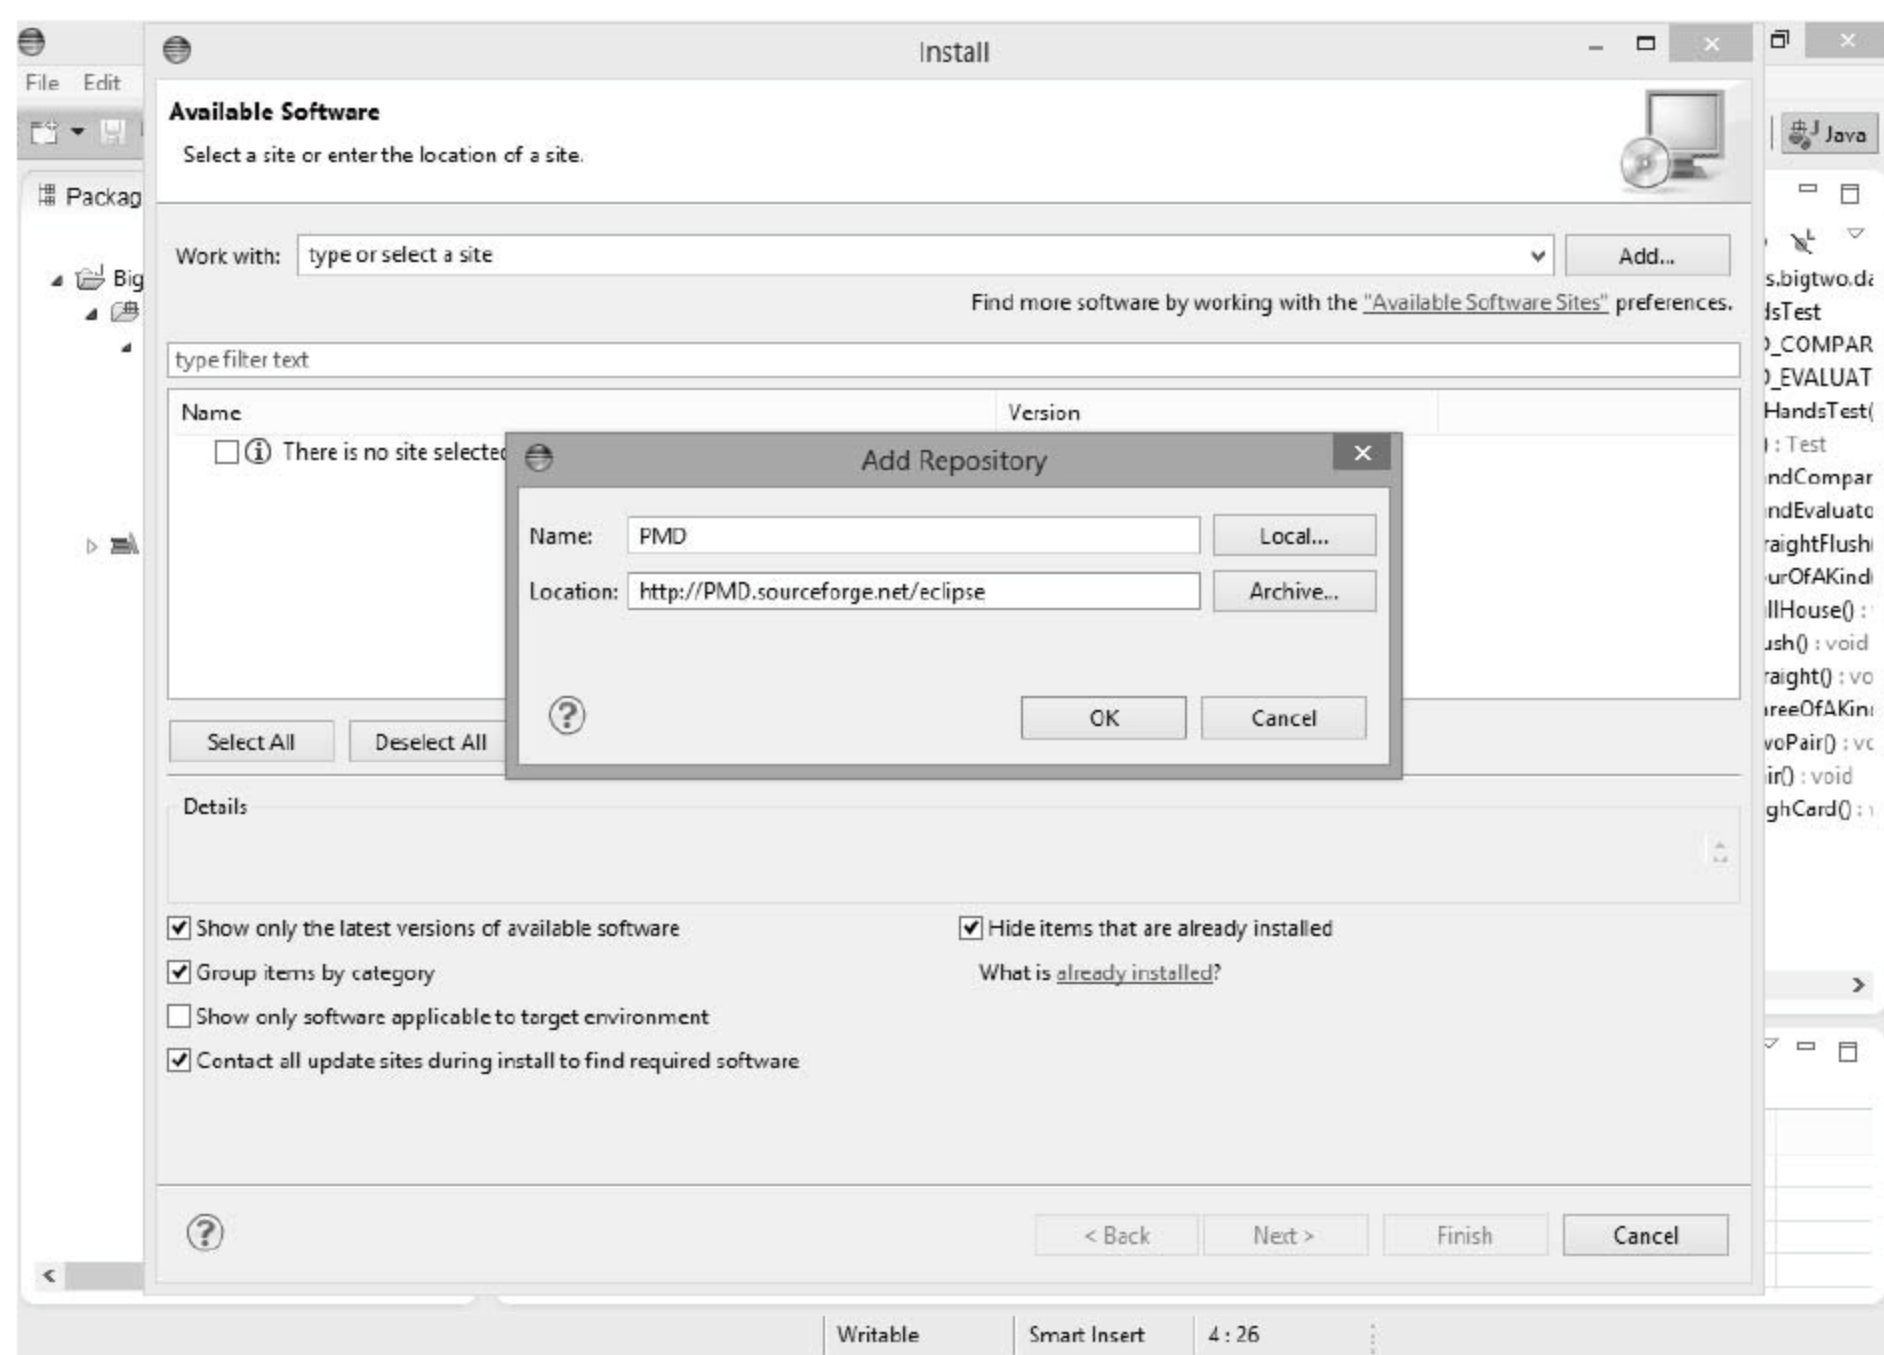 Install
File Edit
Available Software
Select a site or enter the location of a site.
Java
Packag
Work with: type or select a site Add...
Big
s.bigtwo.da
Find more software by working with the "Available Software Sites" preferences.
IsTest
_COMPAR
type filter text
_EVALUAT
Name Version
HandsTest(
There is no site selected
: Test
Add Repository
ndCompar
ndEvaluato
Name: PMD Local...
raightFlush(
urOfAKind(
Location: http://PMD.sourceforge.net/eclipse Archive...
llHouse() :
ush() : void
raight() : vo
OK Cancel
reeOfAKin
Select All Deselect All
voPair() : vo
ir() : void
Details
ghCard() :
Show only the latest versions of available software Hide items that are already installed
Group items by category What is already installed?
Show only software applicable to target environment
Contact all update sites during install to find required software
< Back Next > Finish Cancel
Writable Smart Insert 4 : 26